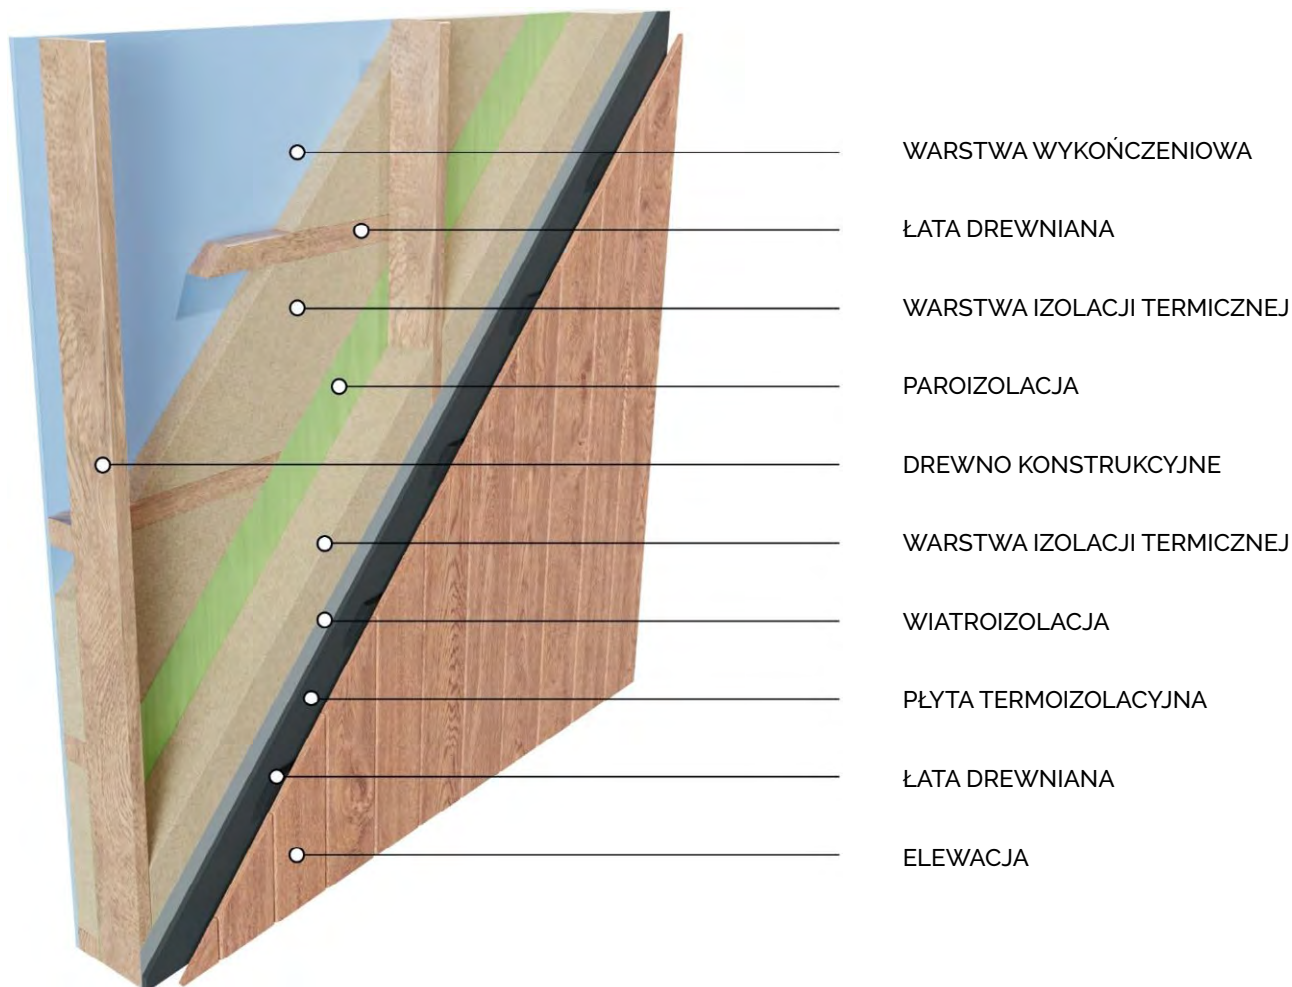 WARSTWA WYKOŃCZENIOWA
ŁATA DREWNIANA
WARSTWA IZOLACJI TERMICZNEJ
PAROIZOLACJA
DREWNO KONSTRUKCYJNE
WARSTWA IZOLACJI TERMICZNEJ
WIATROIZOLACJA
PŁYTA TERMOIZOLACYJNA
ŁATA DREWNIANA
ELEWACJA